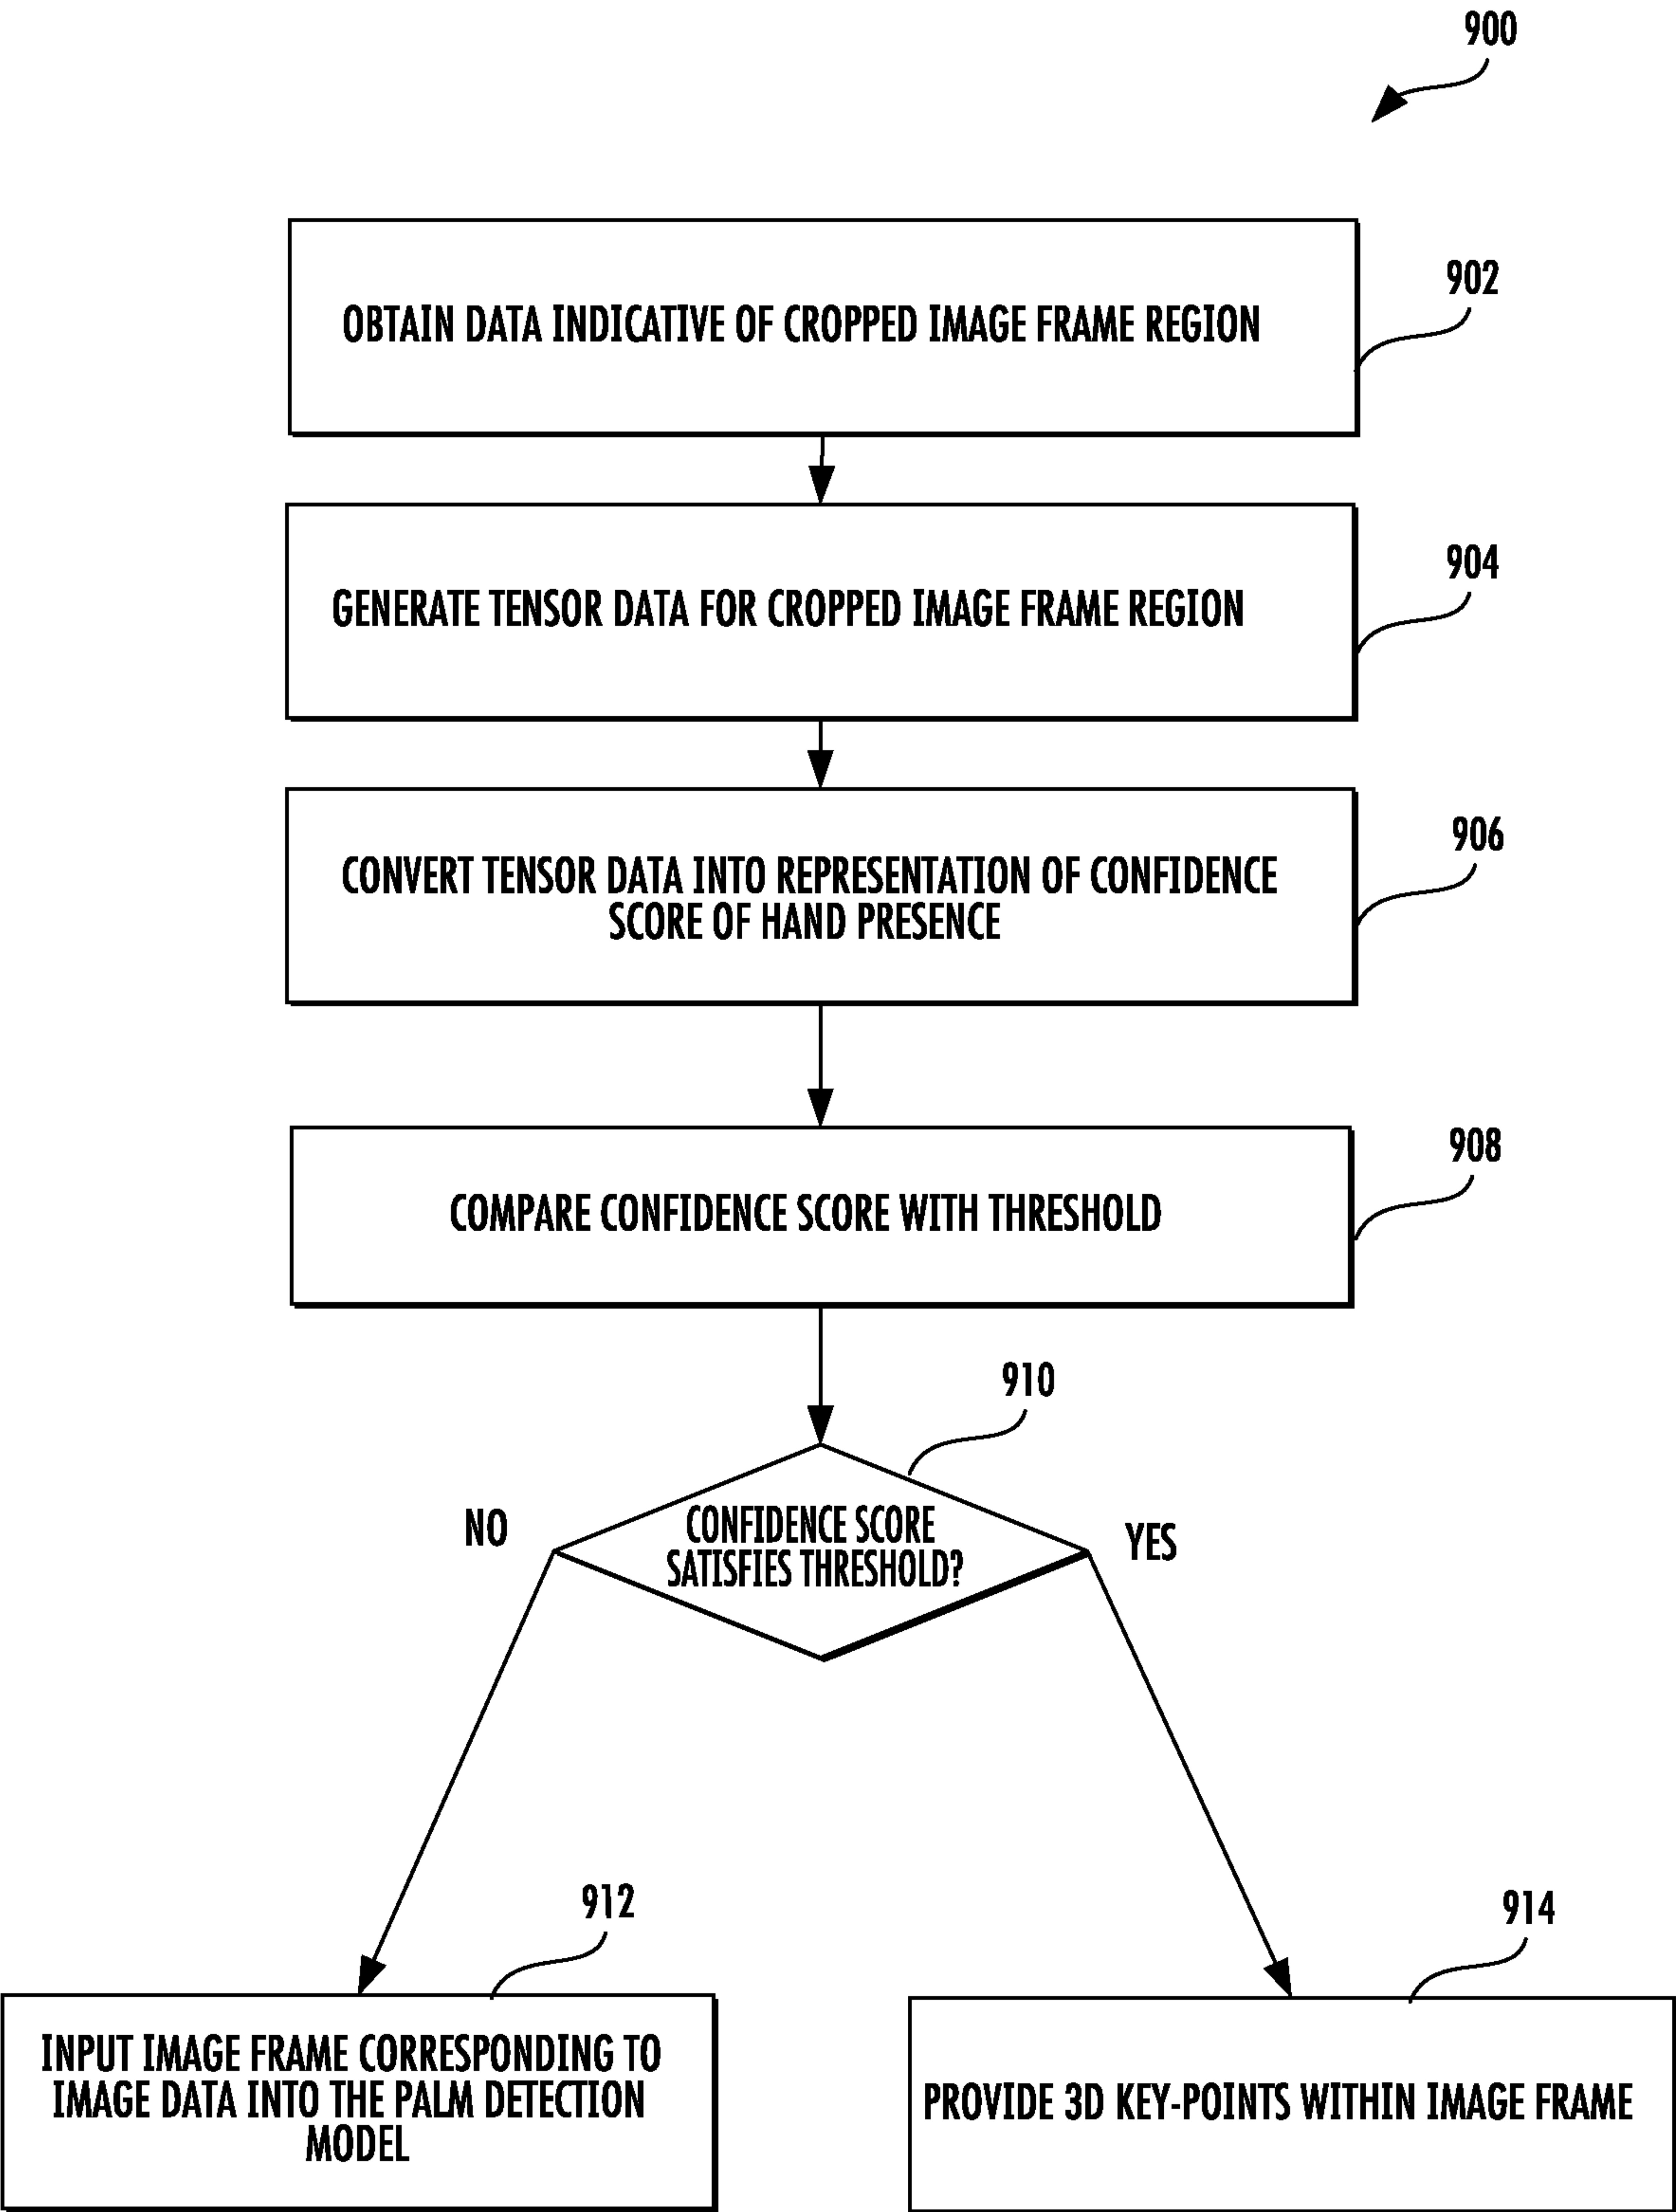 900
902
OBTAIN DATA INDICATIVE OF CROPPED IMAGE FRAME REGION
904
GENERATE TENSOR DATA FOR CROPPED IMAGE FRAME REGION
906
CONVERT TENSOR DATA INTO REPRESENTATION OF CONFIDENCE
SCORE OF HAND PRESENCE
908
COMPARE CONFIDENCE SCORE WITH THRESHOLD
910
NO
CONFIDENCE SCORE
SATISFIES THRESHOLD?
YES
912
INPUT IMAGE FRAME CORRESPONDING TO
IMAGE DATA INTO THE PALM DETECTION
MODEL
914
PROVIDE 3D KEY-POINTS WITHIN IMAGE FRAME